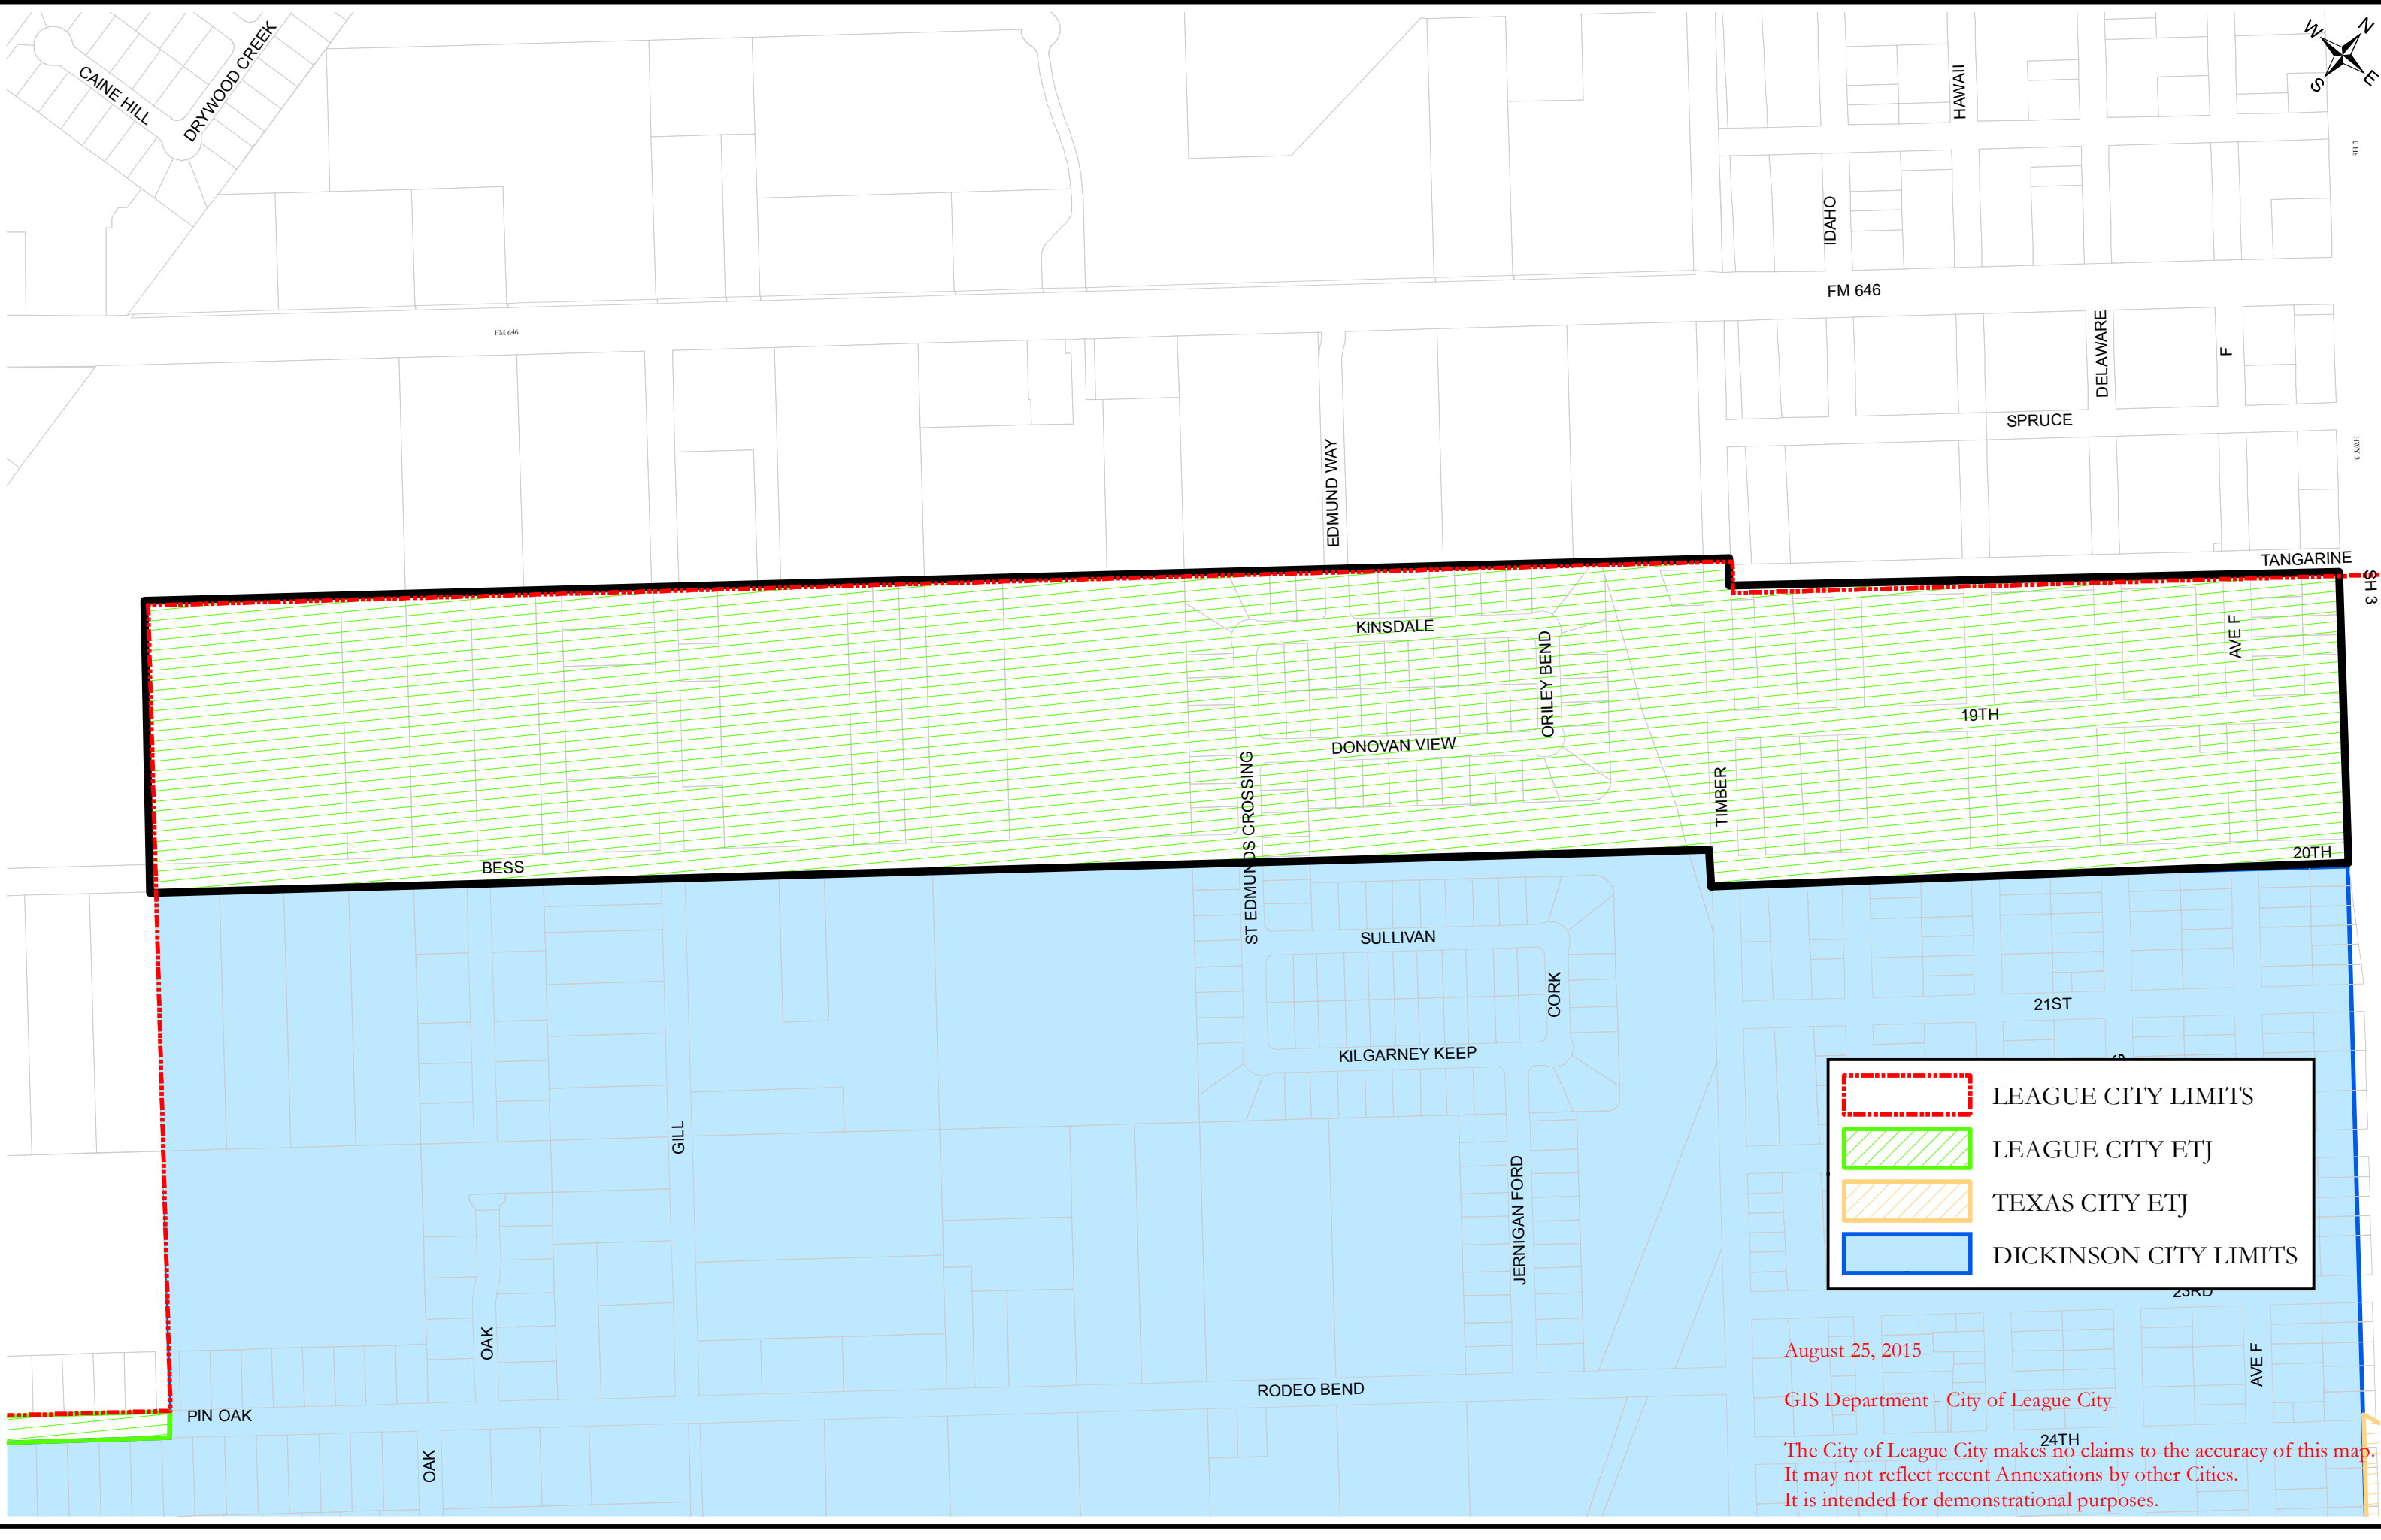 W
N
S
E
CAINE HILL
DRYWOOD CREEK
HAWAII
SH 3
IDAHO
FM 646
FM 646
DELAWARE
F
SPRUCE
HWY 3
EDMUND WAY
TANGARINE
SH 3
KINSDALE
ORILEY BEND
AVE F
19TH
DONOVAN VIEW
ST EDMUNDS CROSSING
TIMBER
20TH
BESS
SULLIVAN
CORK
21ST
KILGARNEY KEEP
GILL
JERNIGAN FORD
LEAGUE CITY LIMITS
LEAGUE CITY ETJ
TEXAS CITY ETJ
DICKINSON CITY LIMITS
23RD
OAK
AVE F
RODEO BEND
PIN OAK
OAK
24TH
August 25, 2015
GIS Department - City of League City
The City of League City makes no claims to the accuracy of this map.
It may not reflect recent Annexations by other Cities.
It is intended for demonstrational purposes.